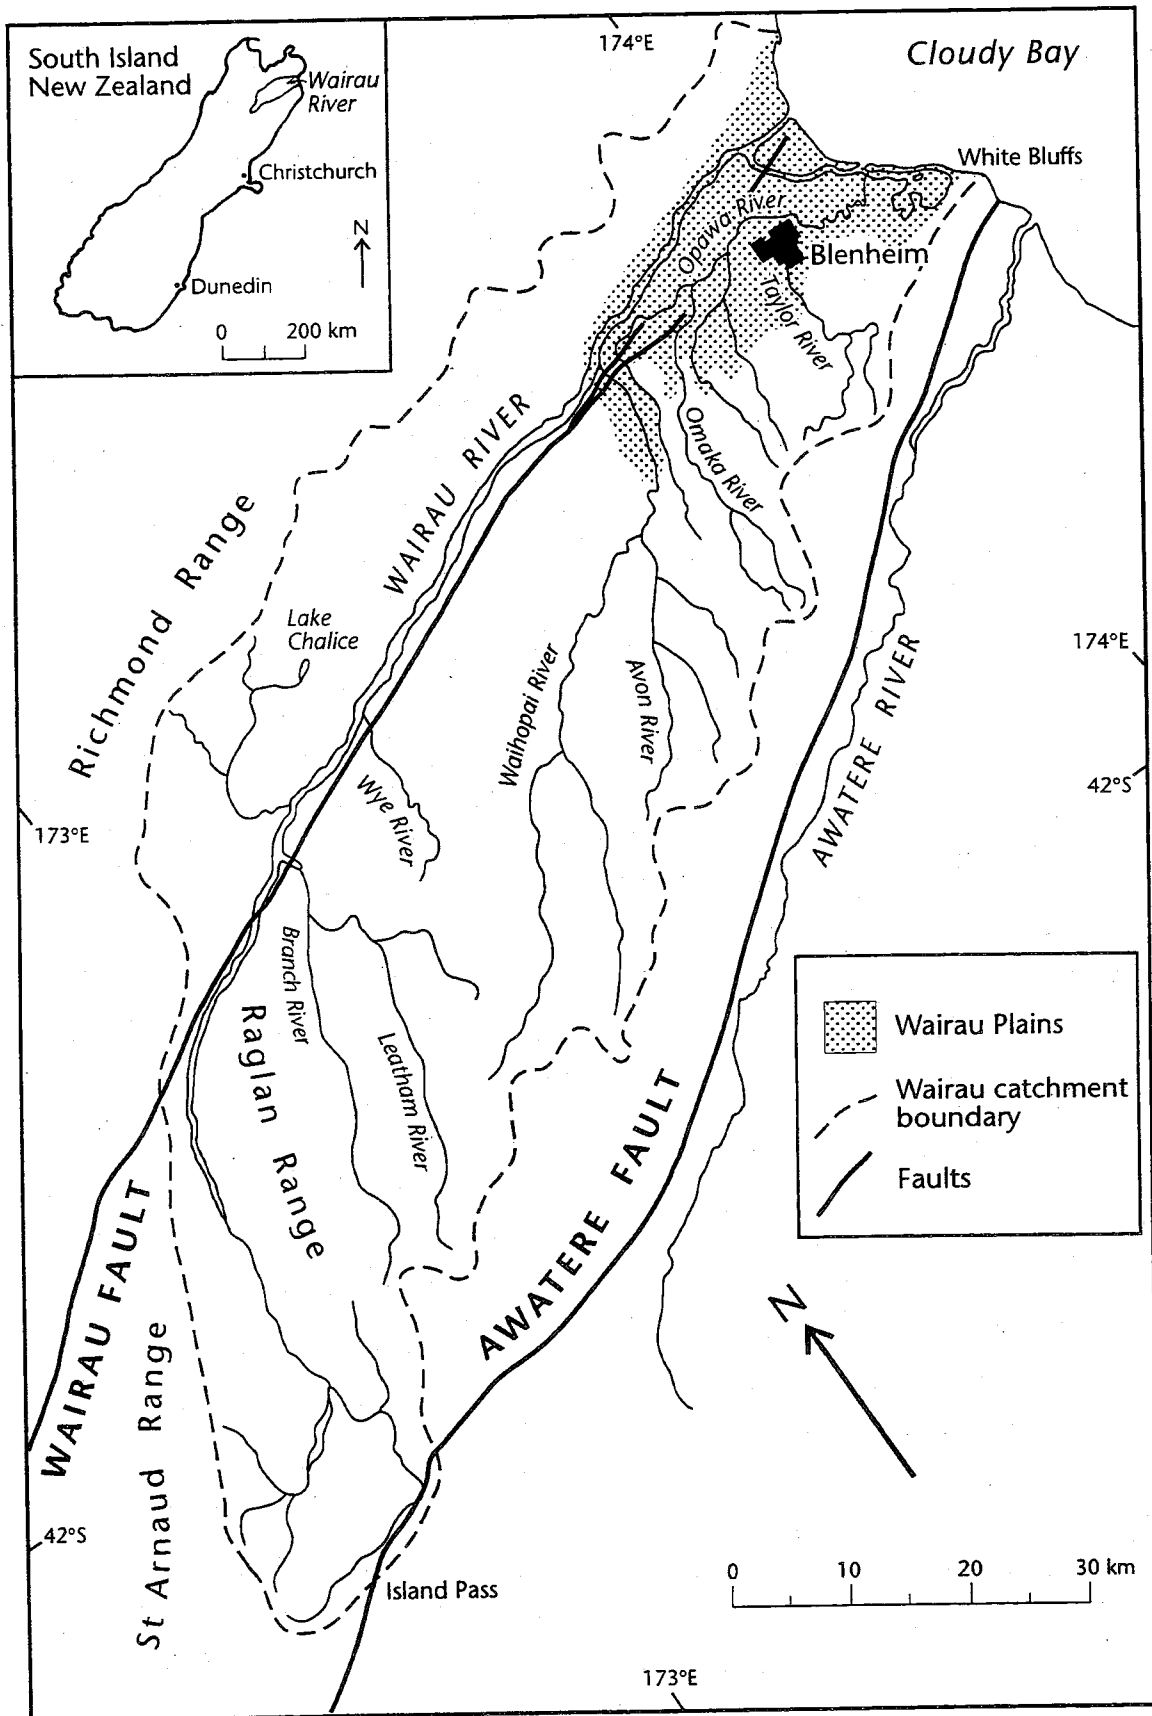 South Island
New Zealand
Wairau
River
Christchurch
N
Dunedin
0 200 km
174°E
Cloudy Bay
White Bluffs
Opawa River
Blenheim
Taylor River
WAIRAU RIVER
Omaka River
Richmond Range
Lake
Chalice
174°E
Waihopai River
Avon River
AWATERE RIVER
42°S
173°E
Wye River
Branch River
Raglan Range
Leatham River
Wairau Plains
Wairau catchment
boundary
Faults
WAIRAU FAULT
AWATERE FAULT
N
St Arnaud Range
42°S
Island Pass
0 10 20 30 km
173°E